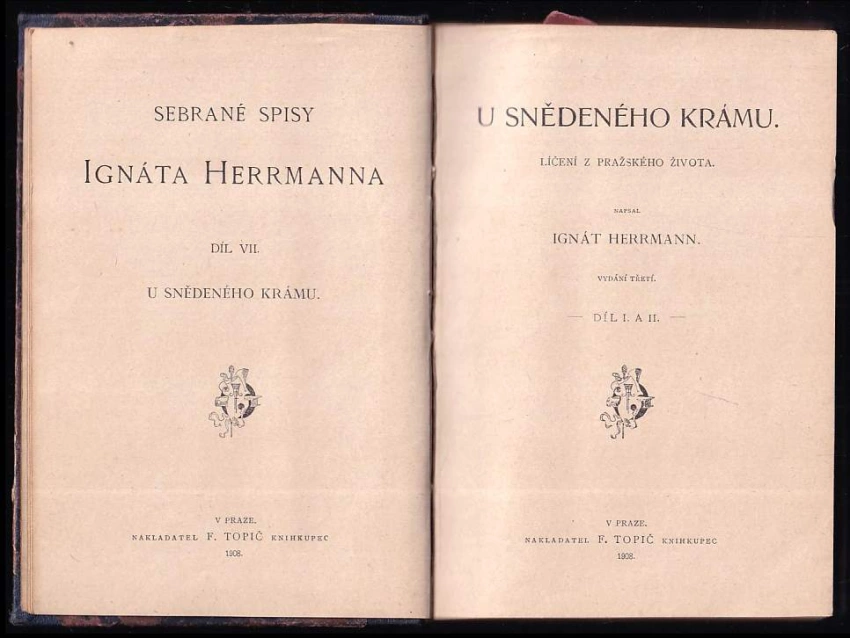 SEBRANÉ SPISY
IGNÁTA HERRMANNA
DÍL VII.
U SNĚDENÉHO KRÁMU.
V PRAZE.
NAKLADATEL F. TOPIČ KNIHKUPEC
1908.
U SNĚDENÉHO KRÁMU.
LÍČENÍ Z PRAŽSKÉHO ŽIVOTA.
NAPSAL
IGNÁT HERRMANN.
VYDÁNÍ TŘETÍ.
— DÍL I. A II. —
V PRAZE.
NAKLADATEL F. TOPIČ KNIHKUPEC
1908.